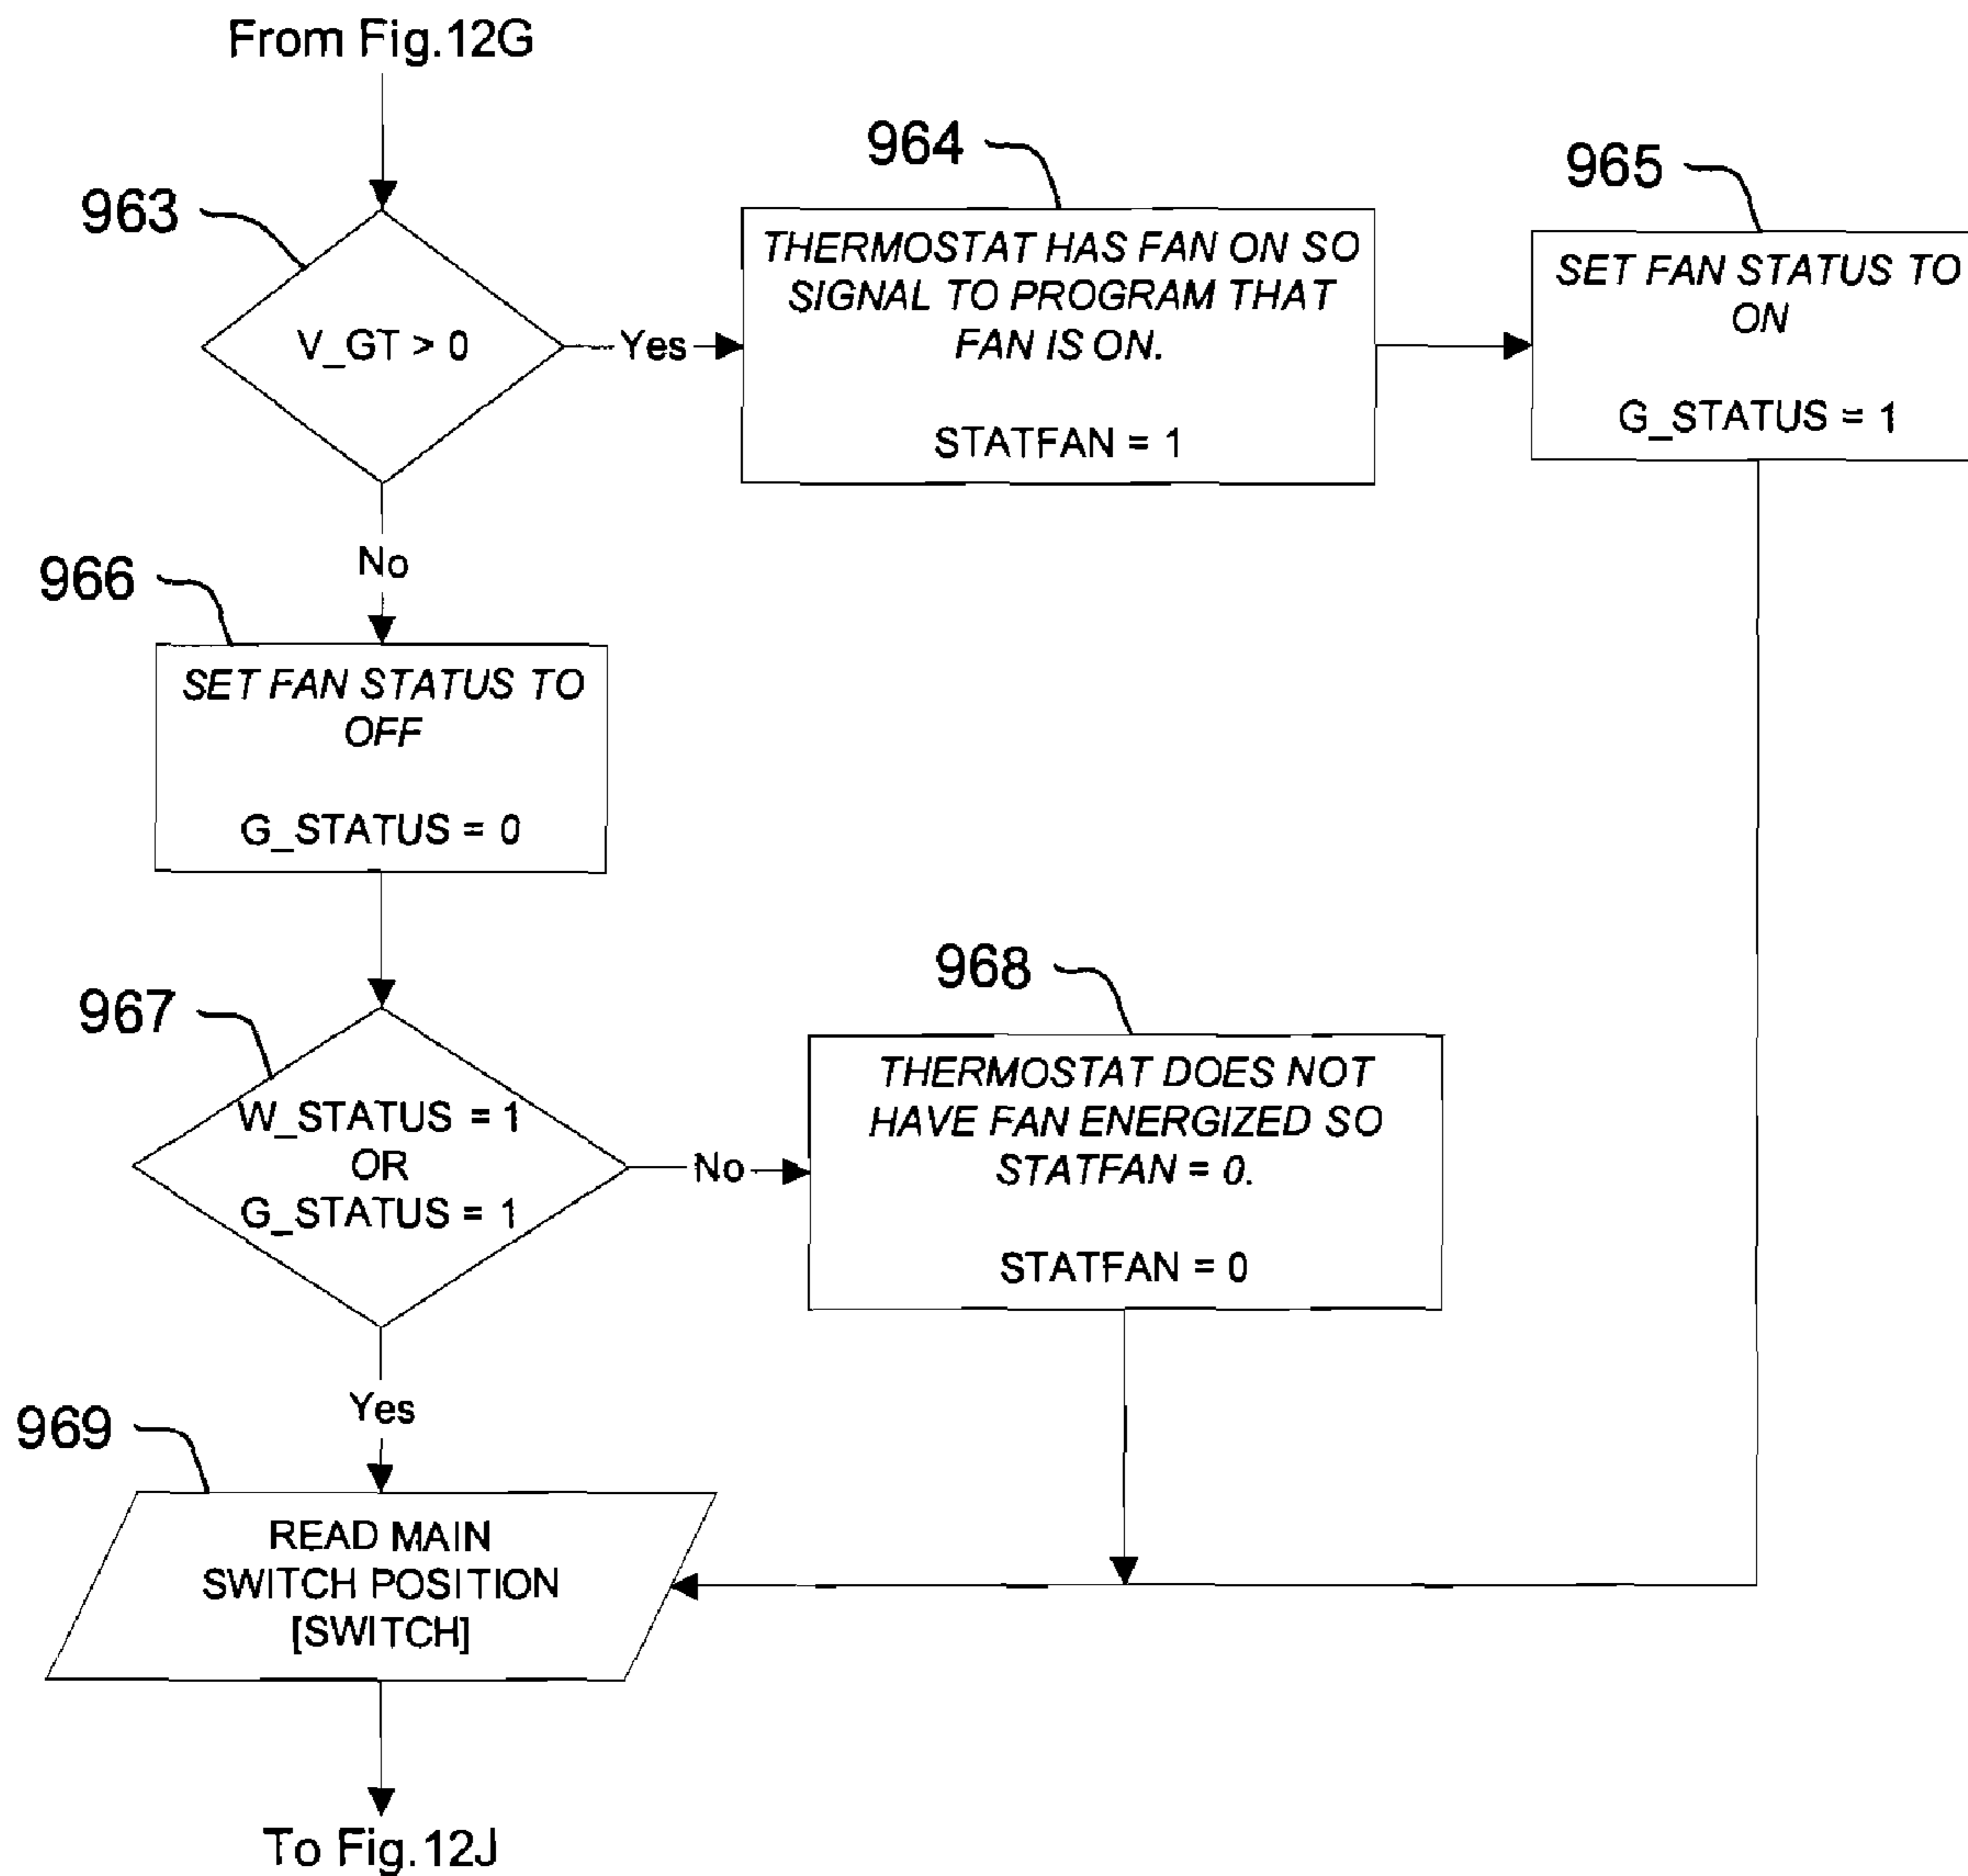 From Fig.12G
963
V_GT > 0
Yes
964
THERMOSTAT HAS FAN ON SO
SIGNAL TO PROGRAM THAT
FAN IS ON.
STATFAN = 1
965
SET FAN STATUS TO
ON
G_STATUS = 1
No
966
SET FAN STATUS TO
OFF
G_STATUS = 0
967
W_STATUS = 1
OR
G_STATUS = 1
No
968
THERMOSTAT DOES NOT
HAVE FAN ENERGIZED SO
STATFAN = 0.
STATFAN = 0
Yes
969
READ MAIN
SWITCH POSITION
[SWITCH]
To Fig.12J